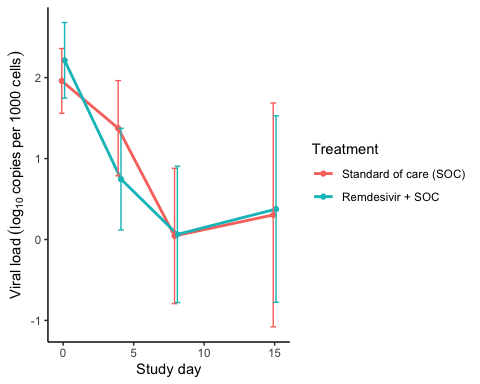 Viral load (log₁₀ copies per 1000 cells)
2
1
0
-1
0 5 10 15
Study day
Treatment
Standard of care (SOC)
Remdesivir + SOC